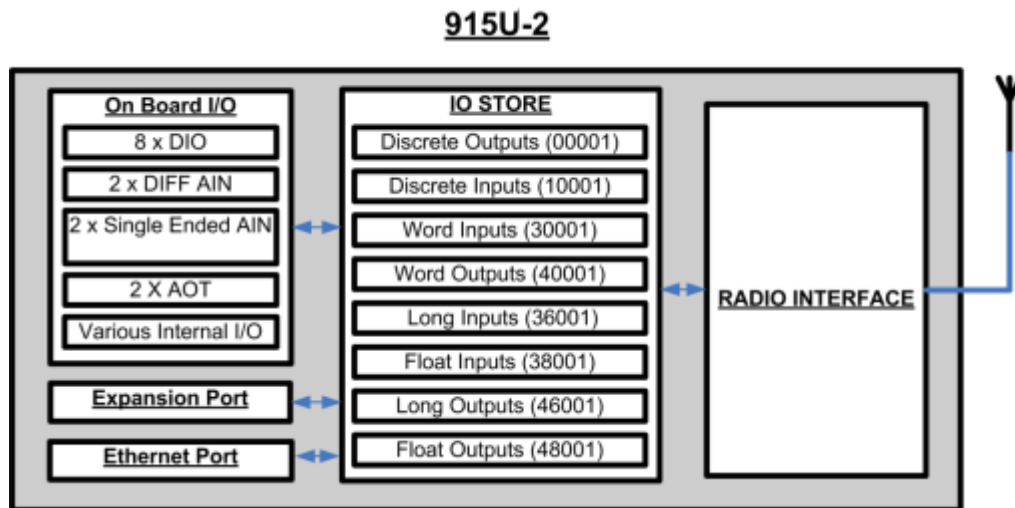 915U-2
On Board I/O
8 x DIO
2 x DIFF AIN
2 x Single Ended AIN
2 X AOT
Various Internal I/O
Expansion Port
Ethernet Port
IO STORE
Discrete Outputs (00001)
Discrete Inputs (10001)
Word Inputs (30001)
Word Outputs (40001)
Long Inputs (36001)
Float Inputs (38001)
Long Outputs (46001)
Float Outputs (48001)
RADIO INTERFACE